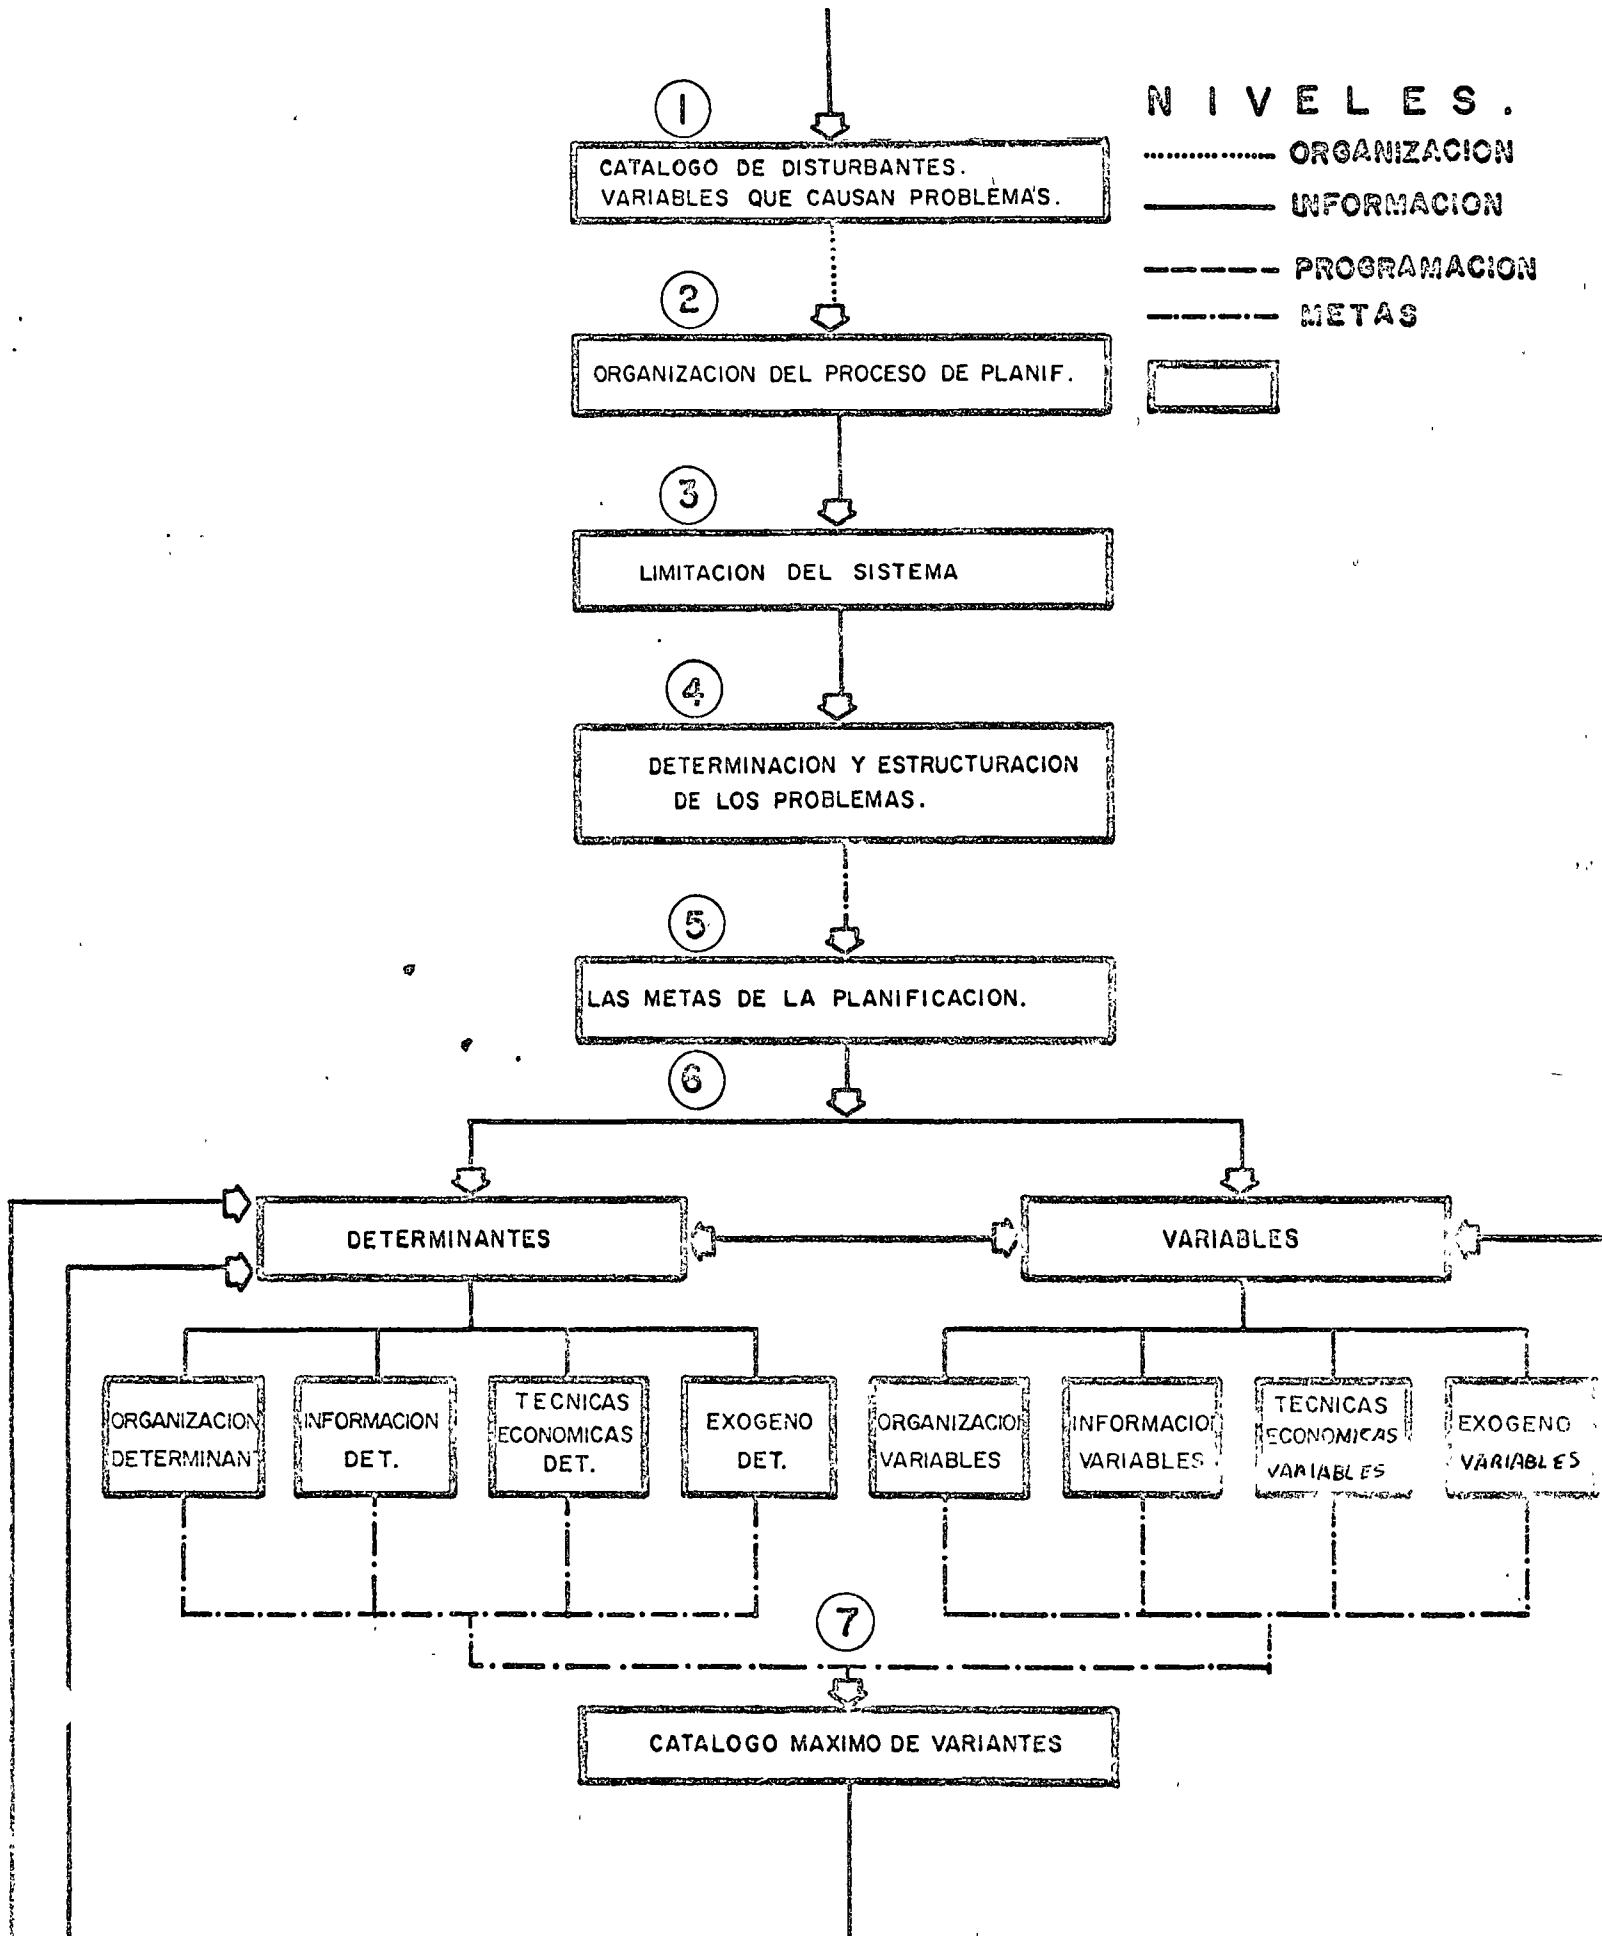 1
CATALOGO DE DISTURBANTES.
VARIABLES QUE CAUSAN PROBLEMAS.
N I V E L E S .
ORGANIZACION
INFORMACION
PROGRAMACION
METAS
2
ORGANIZACION DEL PROCESO DE PLANIF.
3
LIMITACION DEL SISTEMA
4
DETERMINACION Y ESTRUCTURACION
DE LOS PROBLEMAS.
5
LAS METAS DE LA PLANIFICACION.
6
DETERMINANTES
VARIABLES
ORGANIZACION
DETERMINANT
INFORMACION
DET.
TECNICAS
ECONOMICAS
DET.
EXOGENO
DET.
ORGANIZACION
VARIABLES
INFORMACIO
VARIABLES
TECNICAS
ECONOMICAS
VARIABLES
EXOGENO
VARIABLES
7
CATALOGO MAXIMO DE VARIANTES